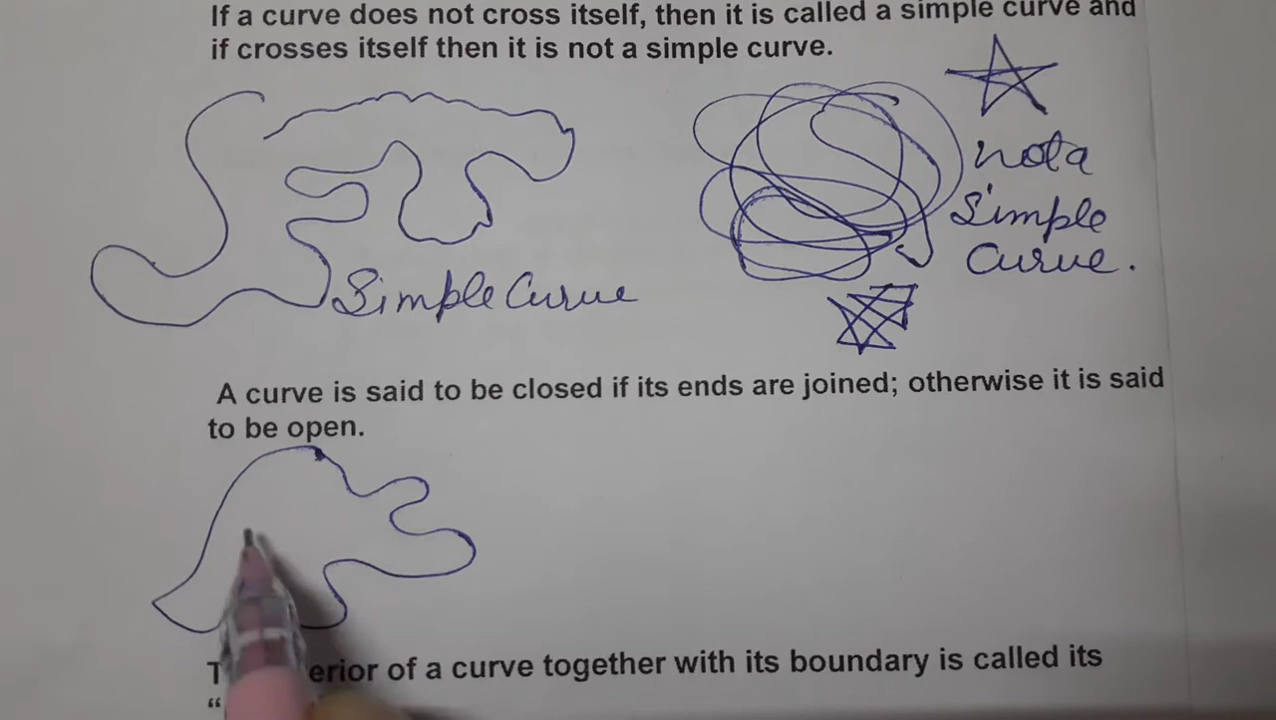 If a curve does not cross itself, then it is called a simple curve and
if crosses itself then it is not a simple curve.
not a
Simple
Curve.
Simple Curve
A curve is said to be closed if its ends are joined; otherwise it is said
to be open.
erior of a curve together with its boundary is called its
“